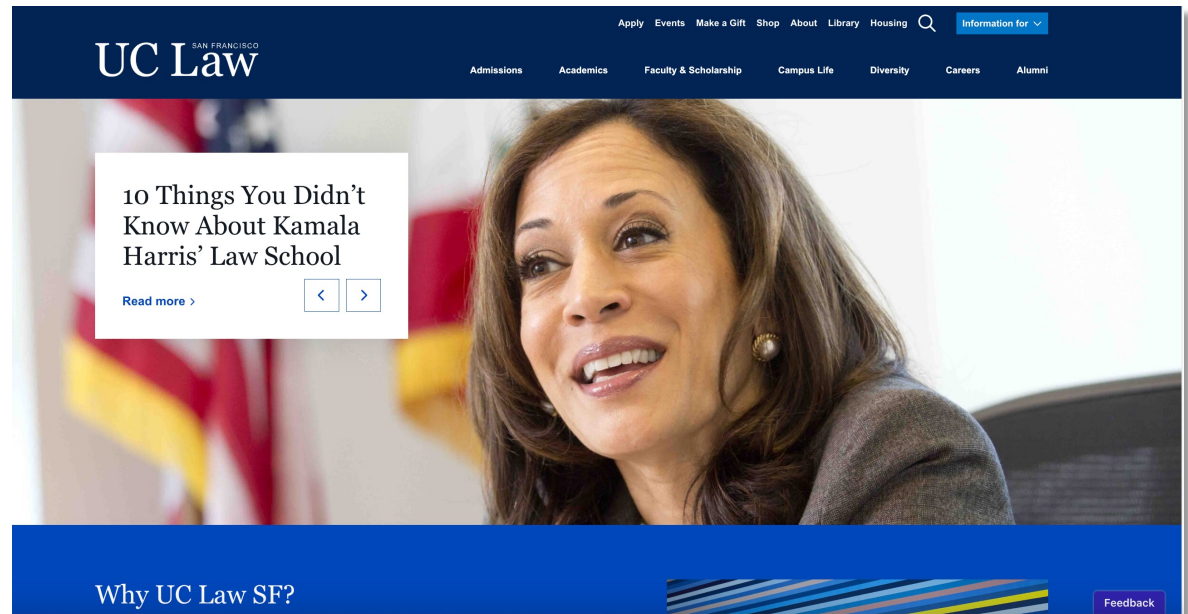 Apply Events Make a Gift Shop About Library Housing Information for
SAN FRANCISCO
UC Law
Admissions Academics Faculty & Scholarship Campus Life Diversity Careers Alumni
10 Things You Didn’t
Know About Kamala
Harris’ Law School
Read more >
Why UC Law SF?
Feedback